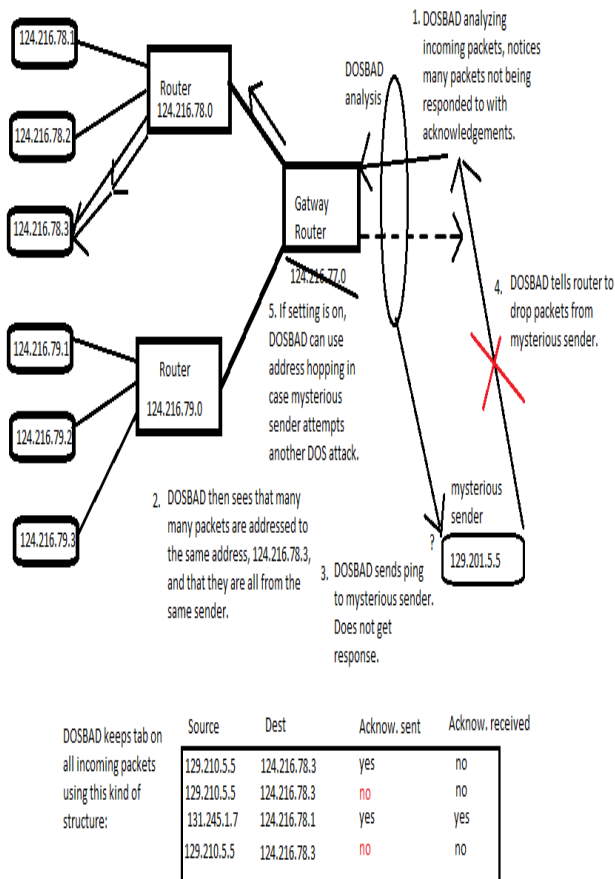 124.216.78.1
124.216.78.2
124.216.78.3
Router
124.216.78.0
DOSBAD
analysis
1. DOSBAD analyzing
incoming packets, notices
many packets not being
responded to with
acknowledgements.
Gatway
Router
124.216.77.0
4. DOSBAD tells router to
drop packets from
mysterious sender.
5. If setting is on,
DOSBAD can use
address hopping in
case mysterious
sender attempts
another DOS attack.
124.216.79.1
124.216.79.2
124.216.79.3
Router
124.216.79.0
2. DOSBAD then sees that many
many packets are addressed to
the same address, 124.216.78.3,
and that they are all from the
same sender.
3. DOSBAD sends ping
to mysterious sender.
Does not get
response.
mysterious
sender
?
129.201.5.5
DOSBAD keeps tab on
all incoming packets
using this kind of
structure:
Source Dest Acknow. sent Acknow. received
129.210.5.5 124.216.78.3 yes no
129.210.5.5 124.216.78.3 no no
131.245.1.7 124.216.78.1 yes yes
129.210.5.5 124.216.78.3 no no